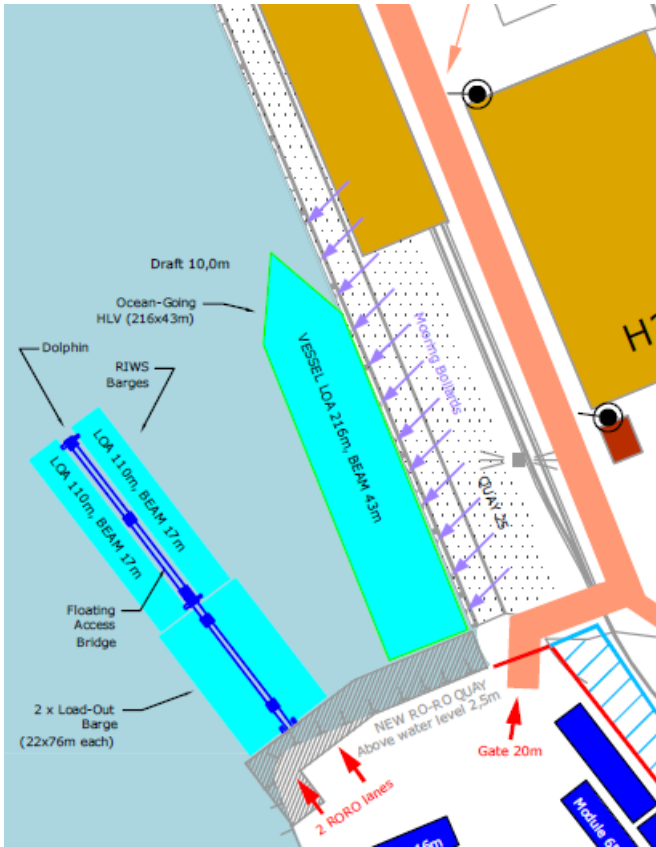 Draft 10,0m
Ocean-Going
HLV (216x43m)
Dolphin
RIWS
Barges
VESSEL LOA 216m, BEAM 43m
Mooring Bollards
LOA 110m, BEAM 17m
LOA 110m, BEAM 17m
QUAY 25
Floating
Access
Bridge
2 x Load-Out
Barge
(22x76m each)
NEW RO-RO QUAY
Above water level 2,5m
Gate 20m
2 RORO lanes